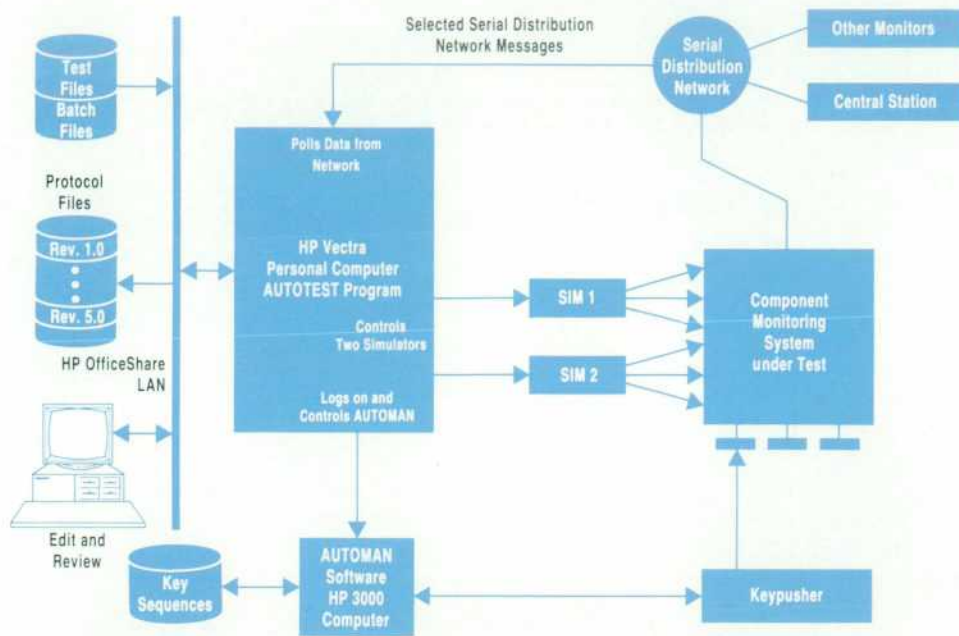 Selected Serial Distribution
Network Messages
Serial
Distribution
Network
Other Monitors
Central Station
Test
Files
Batch
Files
Polls Data from
Network
Protocol
Files
Rev. 1.0
Rev. 5.0
HP Vectra
Personal Computer
AUTOTEST Program
Controls
Two Simulators
Logs on and
Controls AUTOMAN
SIM 1
SIM 2
Component
Monitoring
System
under Test
HP OfficeShare
LAN
Edit and
Review
Key
Sequences
AUTOMAN
Software
HP 3000
Computer
Keypusher